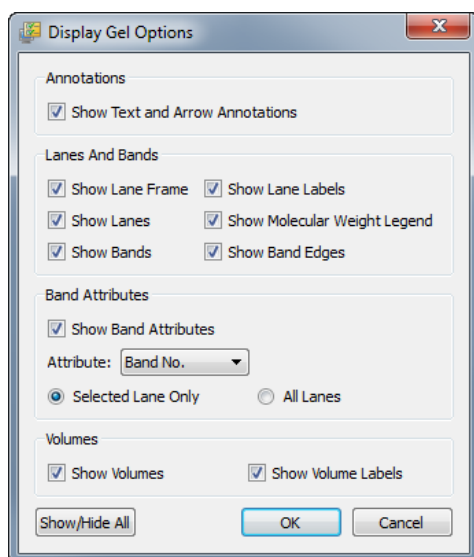 Display Gel Options
Annotations
Show Text and Arrow Annotations
Lanes And Bands
Show Lane Frame Show Lane Labels
Show Lanes Show Molecular Weight Legend
Show Bands Show Band Edges
Band Attributes
Show Band Attributes
Attribute: Band No.
Selected Lane Only All Lanes
Volumes
Show Volumes Show Volume Labels
Show/Hide All OK Cancel